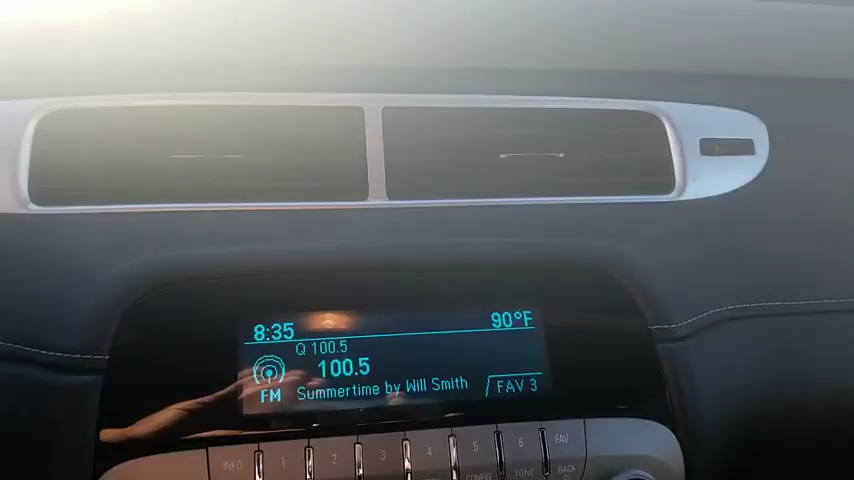 8:35 90°F
Q 100.5
100.5
FM Summertime by Will Smith FAV 3
INFO 1 2 3 4 5 6 FAV
CONFIG TONE BACK